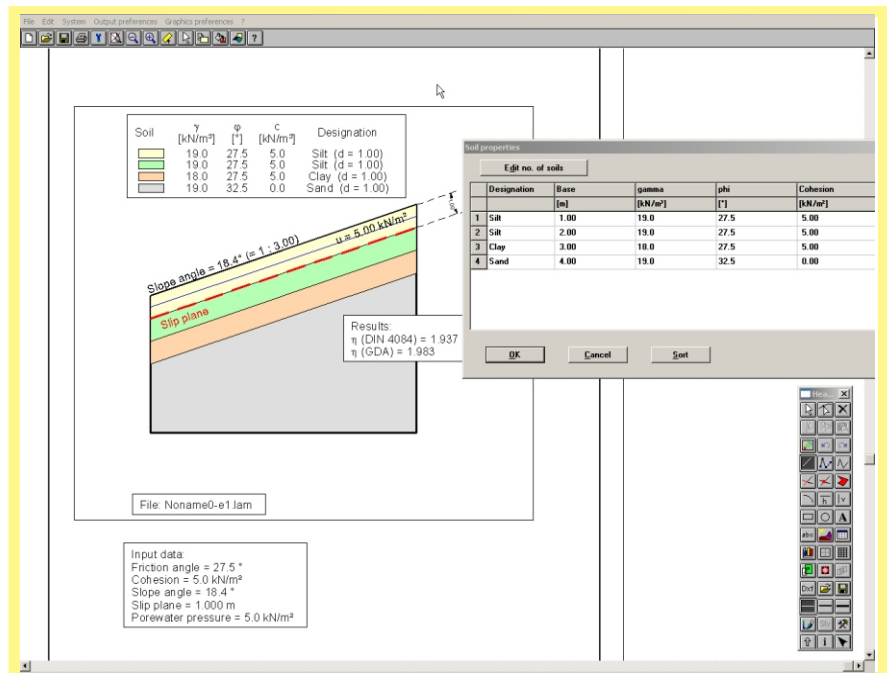 File Edit System Output preferences Graphics preferences ?
Soil γ φ c Designation
[kN/m³] [°] [kN/m²]
19.0 27.5 5.0 Silt (d = 1.00)
19.0 27.5 5.0 Silt (d = 1.00)
18.0 27.5 5.0 Clay (d = 1.00)
19.0 32.5 0.0 Sand (d = 1.00)
1.00
Slope angle = 18.4° (= 1 : 3.00)
u = 5.00 kN/m²
Slip plane
Results:
η (DIN 4084) = 1.937
η (GDA) = 1.983
File: Noname0-e1.lam
Input data:
Friction angle = 27.5 °
Cohesion = 5.0 kN/m²
Slope angle = 18.4 °
Slip plane = 1.000 m
Porewater pressure = 5.0 kN/m²
Soil properties
Edit no. of soils
Designation Base gamma phi Cohesion
[m] [kN/m³] [°] [kN/m²]
1 Silt 1.00 19.0 27.5 5.00
2 Silt 2.00 19.0 27.5 5.00
3 Clay 3.00 18.0 27.5 5.00
4 Sand 4.00 19.0 32.5 0.00
OK Cancel Sort
Hea...
h v
A
abc
Dxf
Sty
i